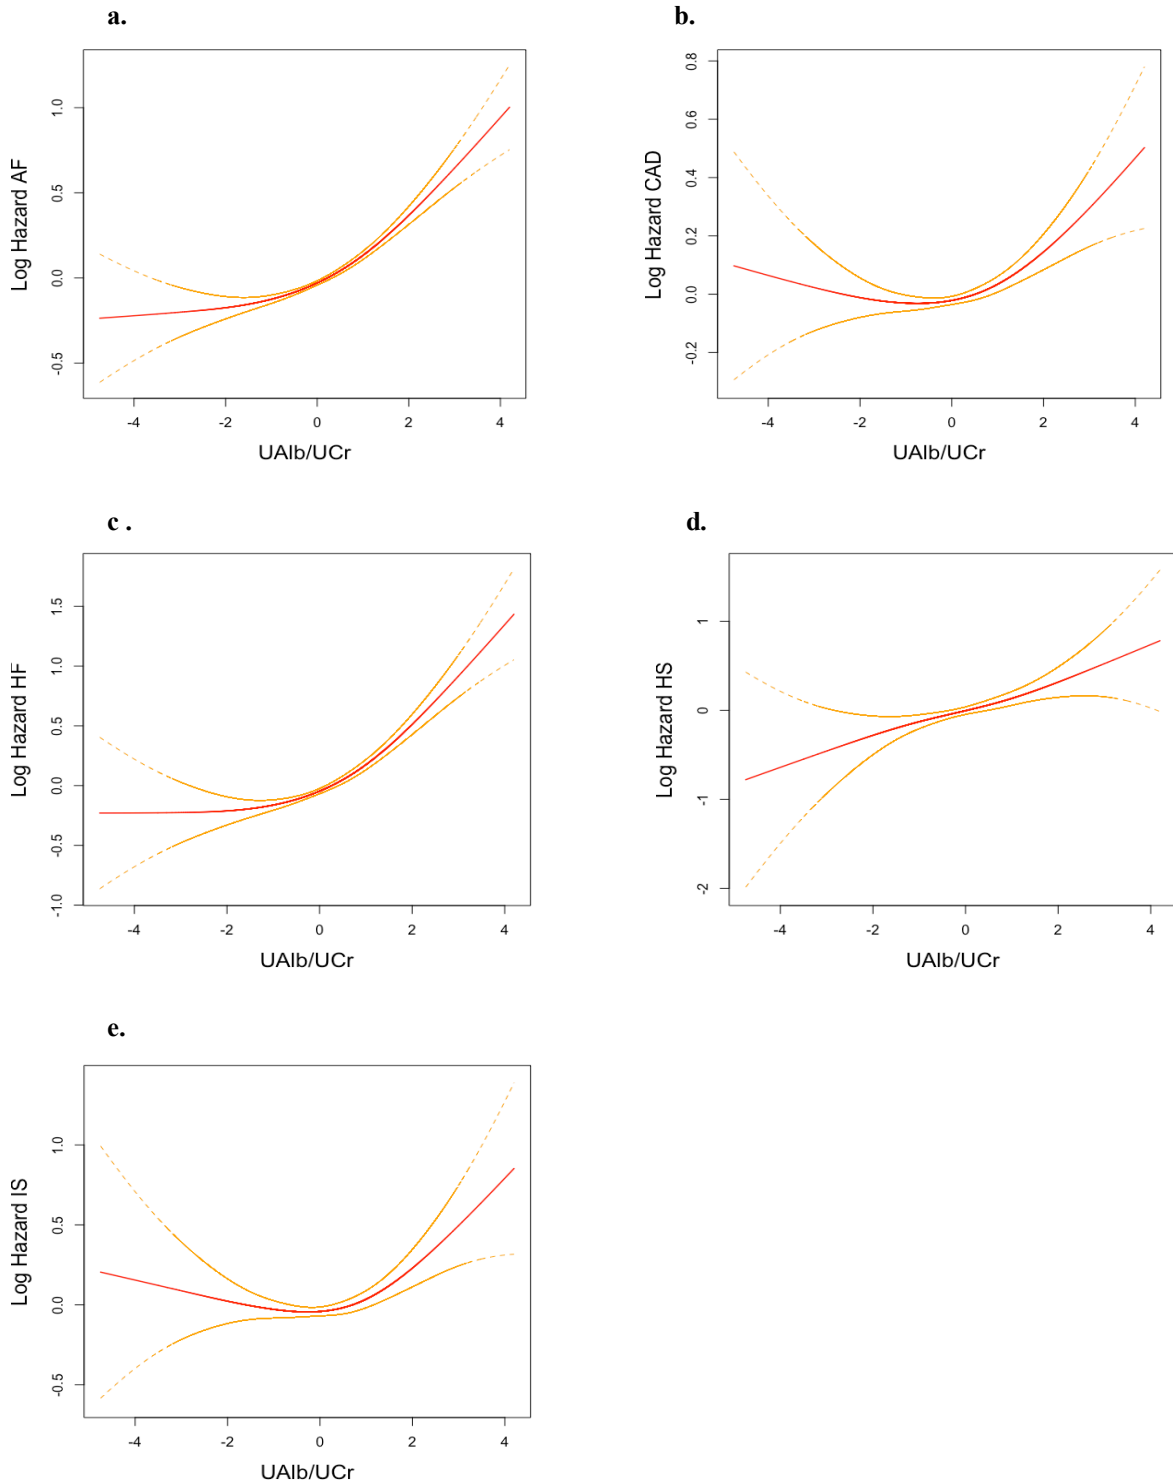 a.
Log Hazard AF
1.0
0.5
0.0
-0.5
-4 -2 0 2 4
UAlb/UCr
b.
Log Hazard CAD
0.8
0.6
0.4
0.2
0.0
-0.2
-4 -2 0 2 4
UAlb/UCr
c .
Log Hazard HF
1.5
1.0
0.5
0.0
-0.5
-1.0
-4 -2 0 2 4
UAlb/UCr
d.
Log Hazard HS
1
0
-1
-2
-4 -2 0 2 4
UAlb/UCr
e.
Log Hazard IS
1.0
0.5
0.0
-0.5
-4 -2 0 2 4
UAlb/UCr